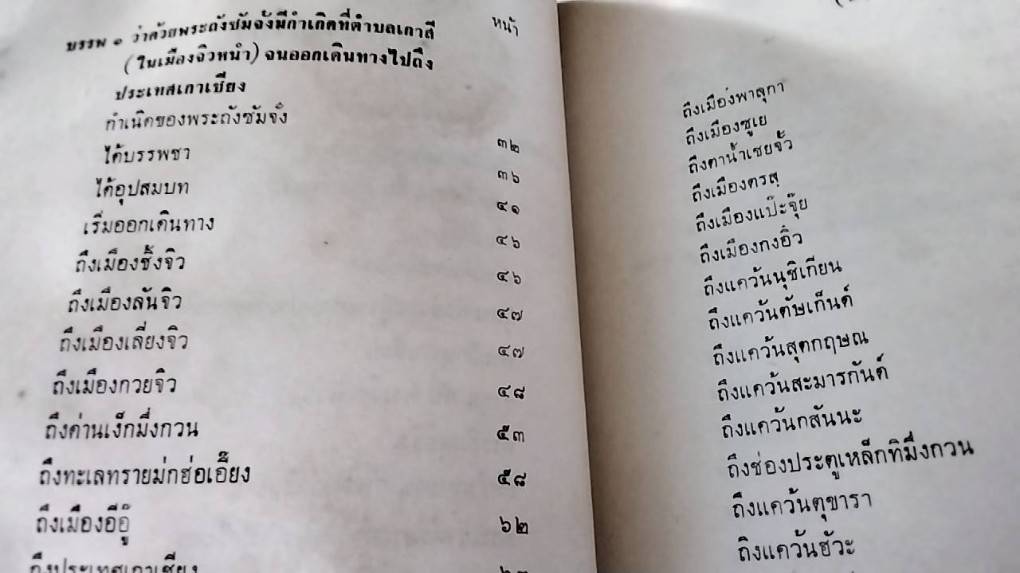 หน้า
บรรพ ๑ ว่าด้วยพระถังซัมจั๋งมีกำเกิดที่ตำบลเกาสี
(ในเมืองจิวหนำ) จนออกเดินทางไปถึง
ประเทศเกาเชียง
กำเนิดของพระถังซัมจั๋ง ๓๒
ได้บรรพชา ๓๖
ได้อุปสมบท ๔๑
เริ่มออกเดินทาง ๔๖
ถึงเมืองซิ้งจิว ๔๖
ถึงเมืองลันจิว ๔๗
ถึงเมืองเลี่ยงจิว ๔๗
ถึงเมืองกวยจิว ๔๘
ถึงด่านเง็กมึ่งกวน ๕๓
ถึงทะเลทรายม่กฮ่อเอี๊ยง ๕๘
ถึงเมืองอีอู๊ ๖๒
ถึงประเทศเกาเชียง
ถึงเมืองพาลุกา
ถึงเมืองซูเย
ถึงตาน้ำเชยจั๊ว
ถึงเมืองตรสฺ
ถึงเมืองแป๊ะจุ๊ย
ถึงเมืองกงอิ๋ว
ถึงแคว้นนุชิเกียน
ถึงแคว้นตัษเก็นต์
ถึงแคว้นสุตกฤษณ
ถึงแคว้นสะมารกันต์
ถึงแคว้นกสันนะ
ถึงช่องประตูเหล็กทิมึ่งกวน
ถึงแคว้นตุขารา
ถึงแคว้นฮัวะ